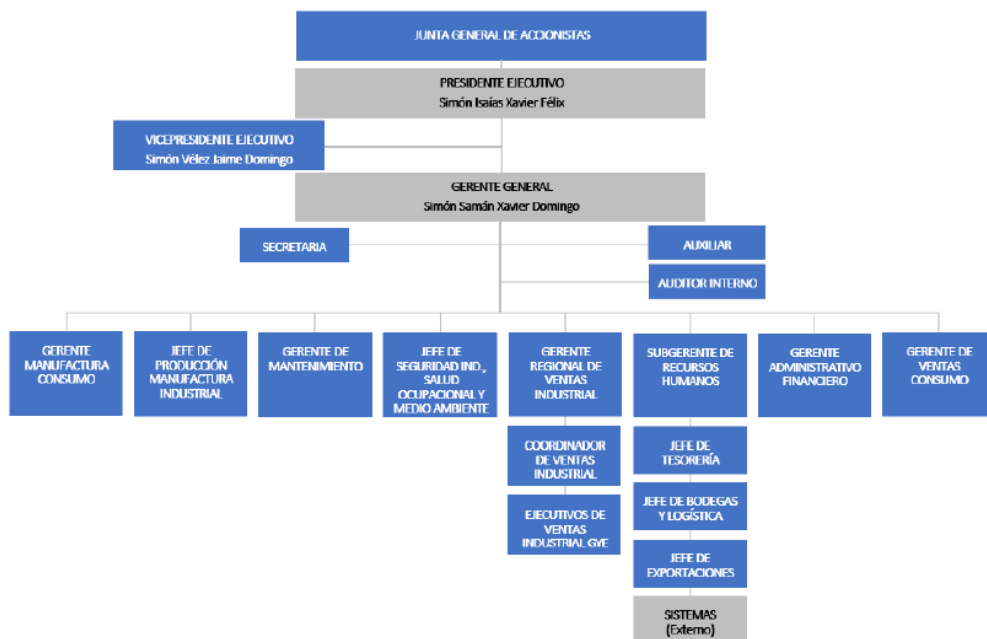 JUNTA GENERAL DE ACCIONISTAS
PRESIDENTE EJECUTIVO
Simón Isaías Xavier Félix
VICEPRESIDENTE EJECUTIVO
Simón Vélez Jaime Domingo
GERENTE GENERAL
Simón Samán Xavier Domingo
SECRETARIA
AUXILIAR
AUDITOR INTERNO
GERENTE
MANUFACTURA
CONSUMO
JEFE DE
PRODUCCIÓN
MANUFACTURA
INDUSTRIAL
GERENTE DE
MANTENIMIENTO
JEFE DE
SEGURIDAD IND.,
SALUD
OCUPACIONAL Y
MEDIO AMBIENTE
GERENTE
REGIONAL DE
VENTAS
INDUSTRIAL
SUBGERENTE DE
RECURSOS
HUMANOS
GERENTE
ADMINISTRATIVO
FINANCIERO
GERENTE DE
VENTAS
CONSUMO
COORDINADOR
DE VENTAS
INDUSTRIAL
EJECUTIVOS DE
VENTAS
INDUSTRIAL GYE
JEFE DE
TESORERÍA
JEFE DE BODEGAS
Y LOGÍSTICA
JEFE DE
EXPORTACIONES
SISTEMAS
(Externo)